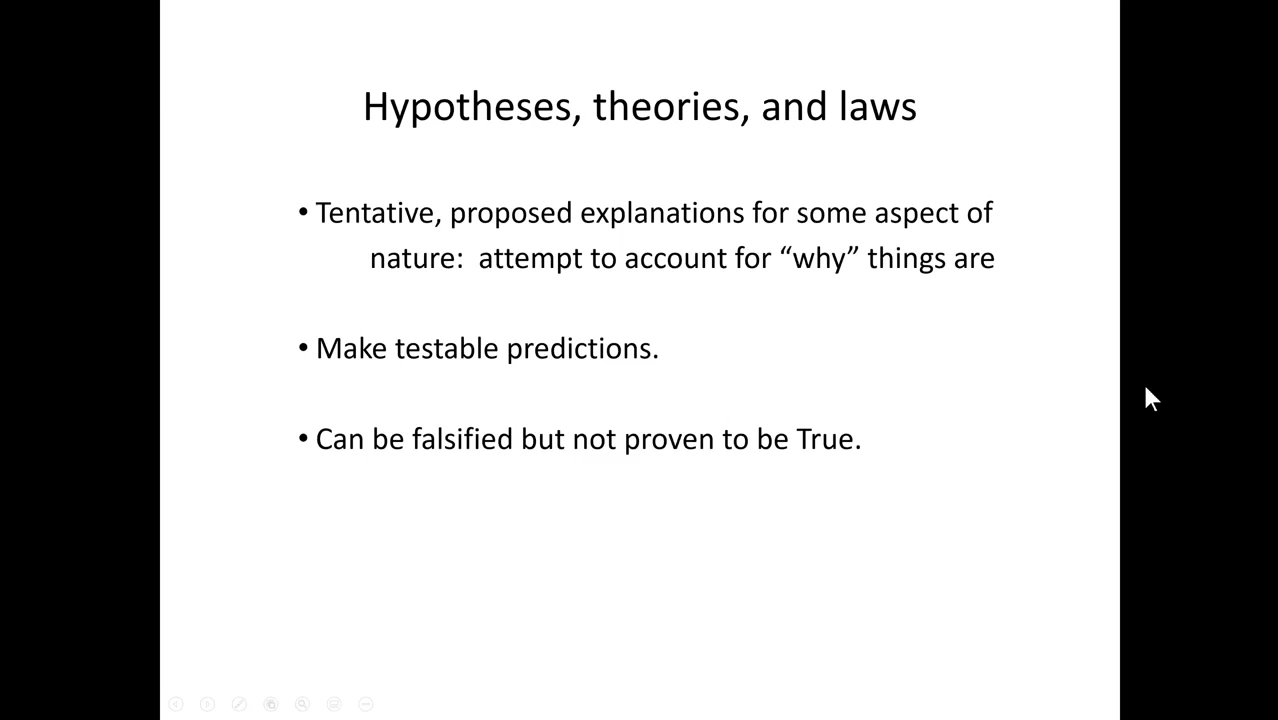 Hypotheses, theories, and laws
• Tentative, proposed explanations for some aspect of
nature:  attempt to account for “why” things are
• Make testable predictions.
• Can be falsified but not proven to be True.